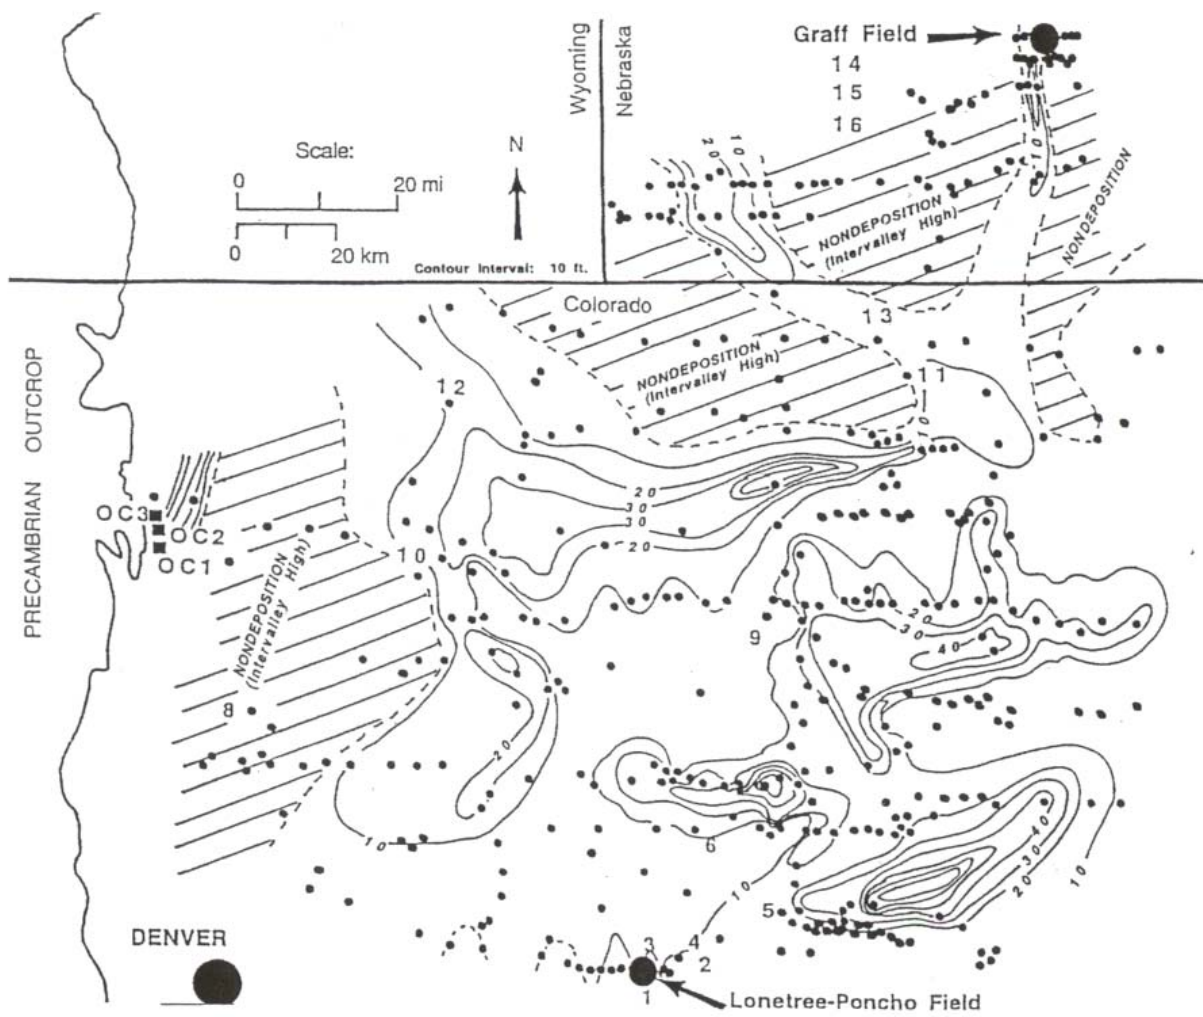 Wyoming
Nebraska
Graff Field
14
15
16
Scale:
0 20 mi
0 20 km
N
Contour Interval: 10 ft.
20
10
10
NONDEPOSITION
(Intervalley High)
NONDEPOSITION
Colorado
13
NONDEPOSITION
(Intervalley High)
11
12
PRECAMBRIAN OUTCROP
OC3
OC2
OC1
10
NONDEPOSITION
(Intervalley High)
20
30
30
20
9
20
30
40
8
20
10
6
10
5
40
30
20
10
DENVER
3
4
2
1
Lonetree-Poncho Field